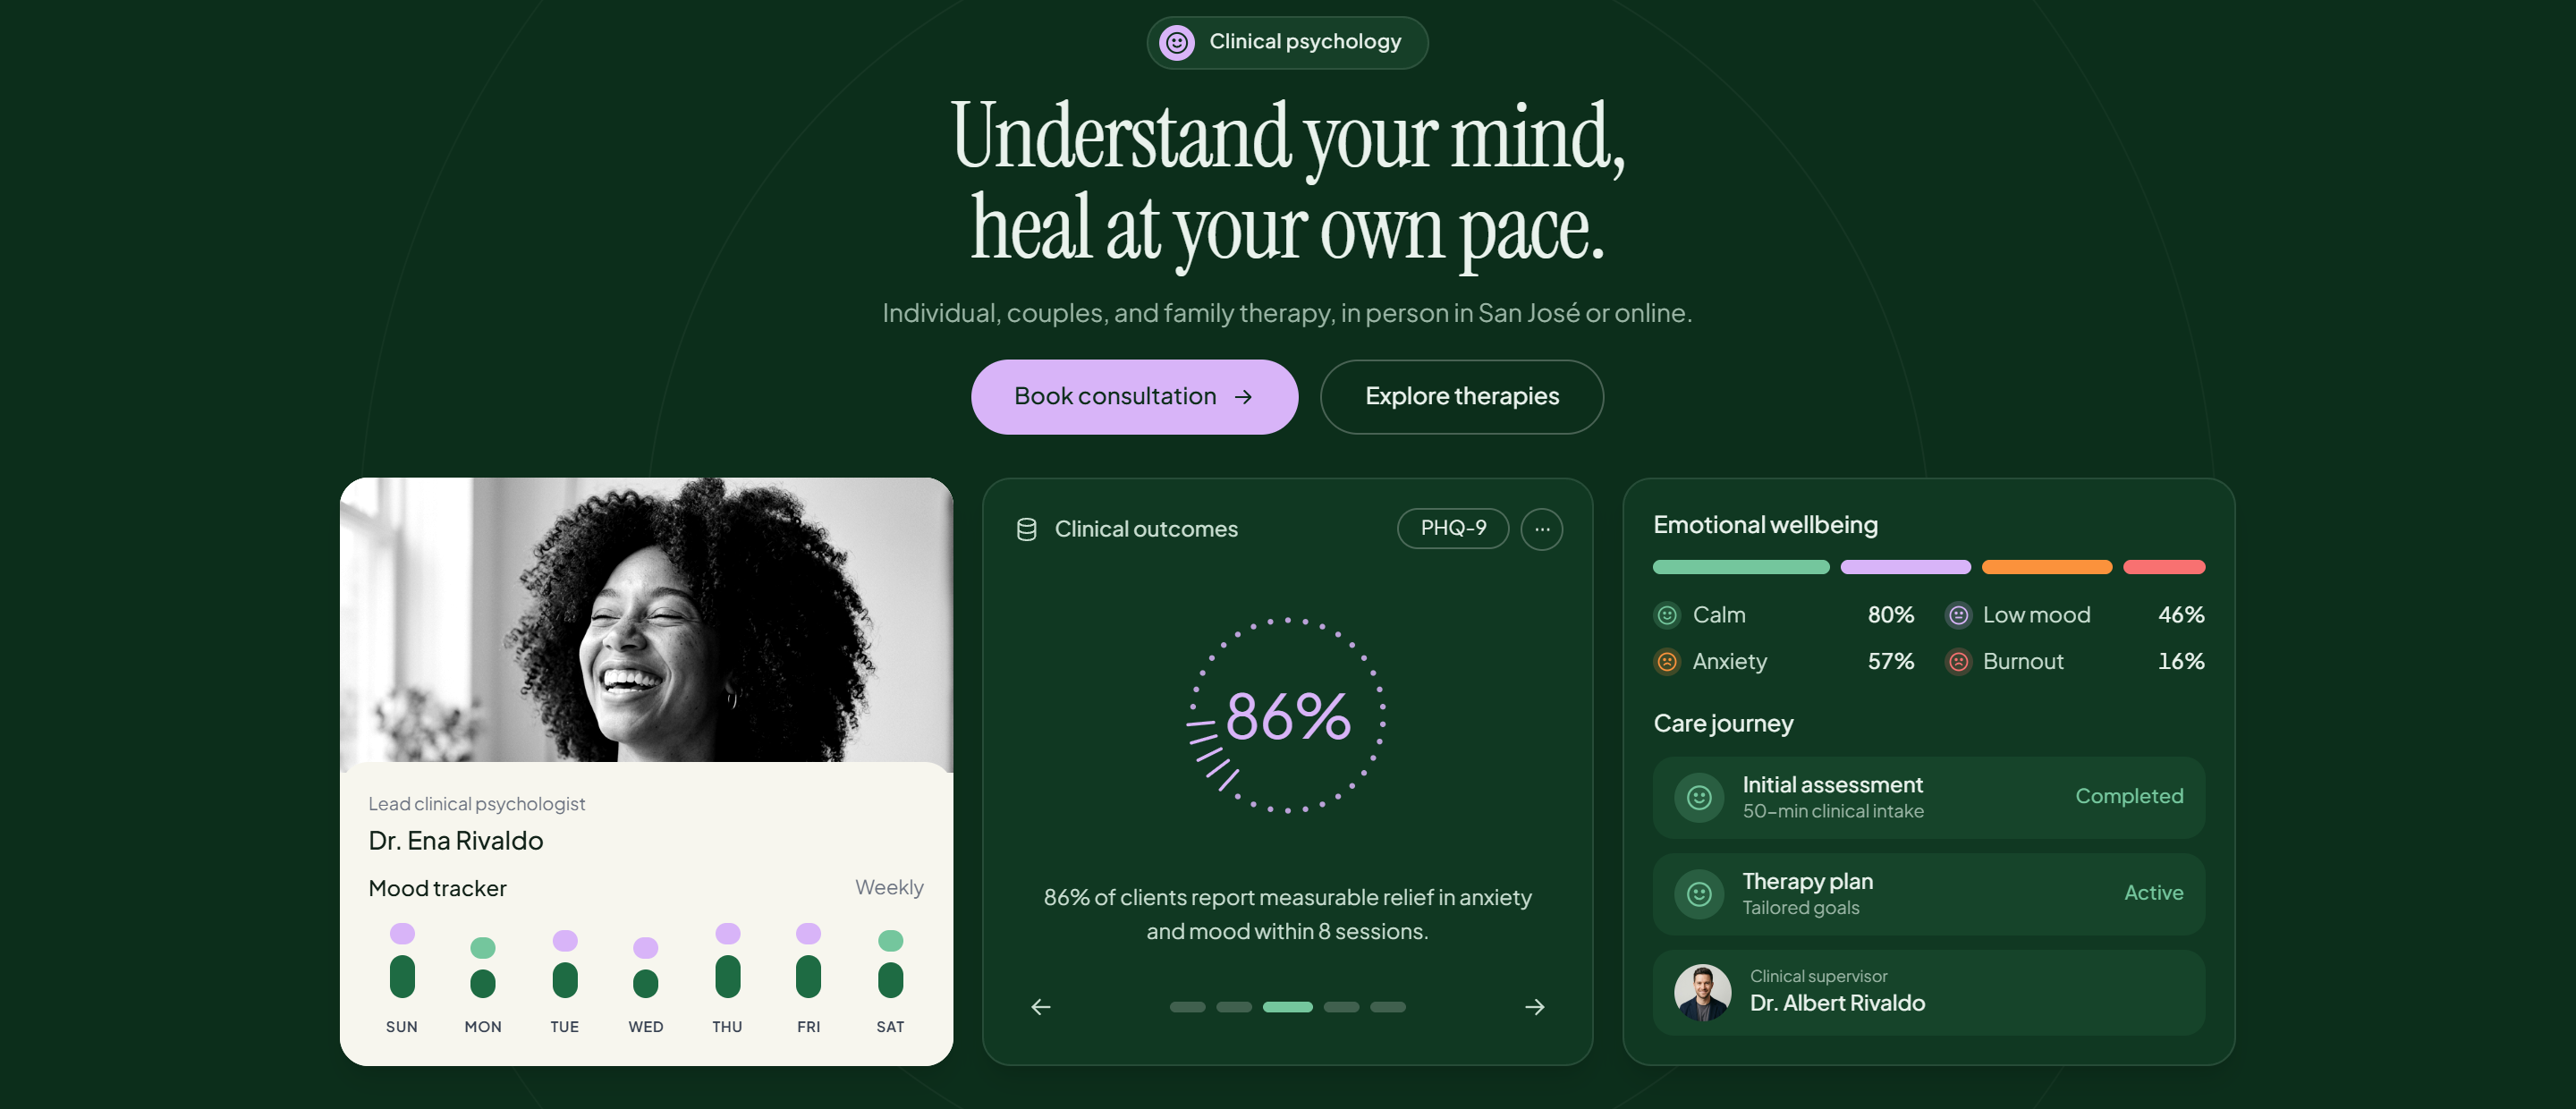 Clinical psychology
Understand your mind,
heal at your own pace.
Individual, couples, and family therapy, in person in San José or online.
Book consultation →
Explore therapies
Lead clinical psychologist
Dr. Ena Rivaldo
Mood tracker
Weekly
SUN MON TUE WED THU FRI SAT
Clinical outcomes
PHQ-9
86%
86% of clients report measurable relief in anxiety
and mood within 8 sessions.
Emotional wellbeing
Calm 80%
Low mood 46%
Anxiety 57%
Burnout 16%
Care journey
Initial assessment
50–min clinical intake
Completed
Therapy plan
Tailored goals
Active
Clinical supervisor
Dr. Albert Rivaldo